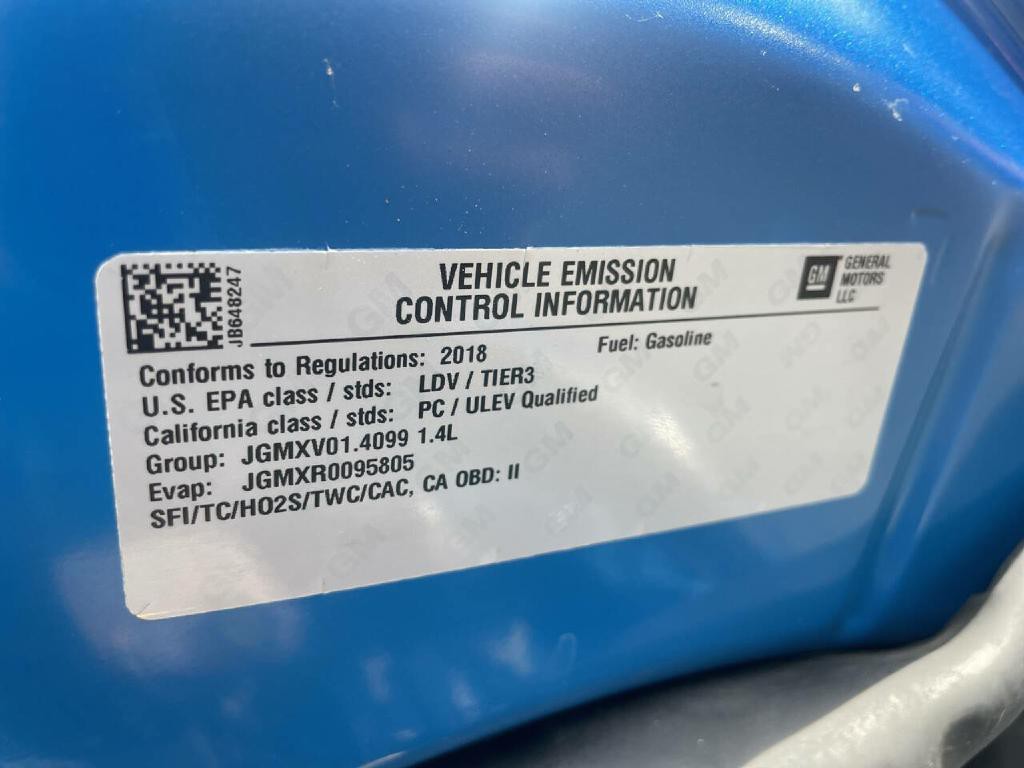 VEHICLE EMISSION
CONTROL INFORMATION
GM
GENERAL
MOTORS
LLC
JB648247
Conforms to Regulations: 2018
Fuel: Gasoline
U.S. EPA class / stds: LDV / TIER3
California class / stds: PC / ULEV Qualified
Group: JGMXV01.4099 1.4L
Evap: JGMXR0095805
SFI/TC/HO2S/TWC/CAC, CA OBD: II